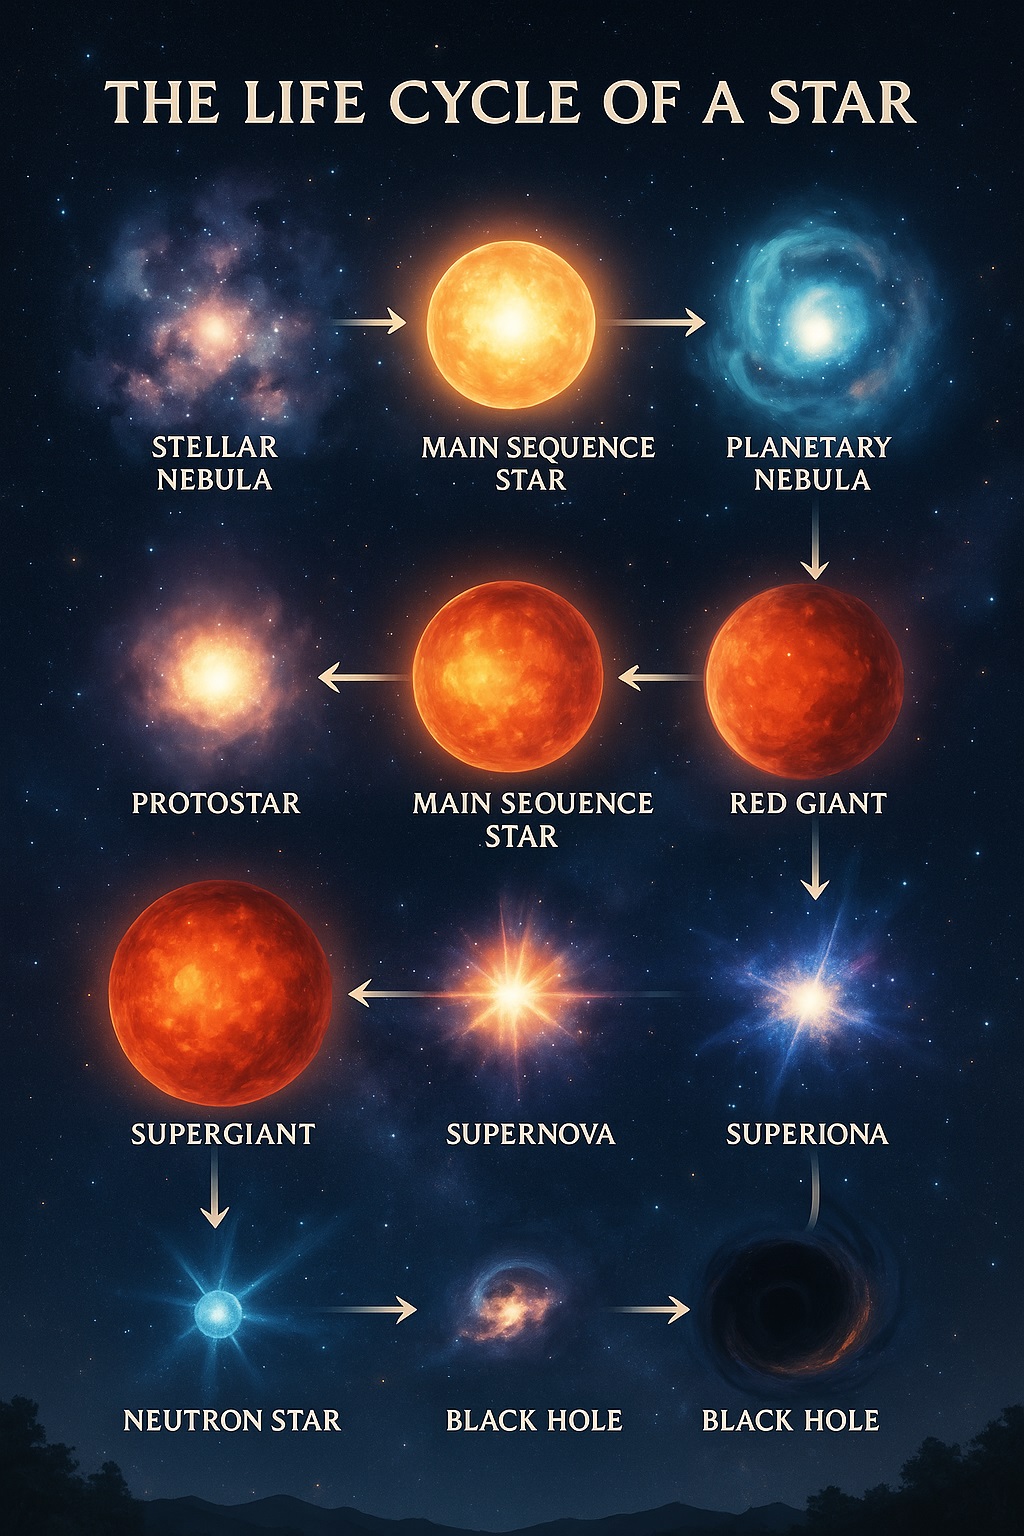 THE LIFE CYCLE OF A STAR
STELLAR
NEBULA
MAIN SEQUENCE
STAR
PLANETARY
NEBULA
PROTOSTAR
MAIN SEOUENCE
STAR
RED GIANT
SUPERGIANT
SUPERNOVA
SUPERIONA
NEUTRON STAR
BLACK HOLE
BLACK HOLE